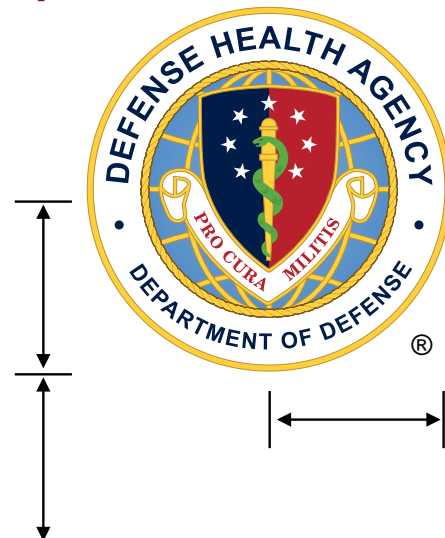 DEFENSE HEALTH AGENCY
PRO CURA MILITIS
DEPARTMENT OF DEFENSE
®